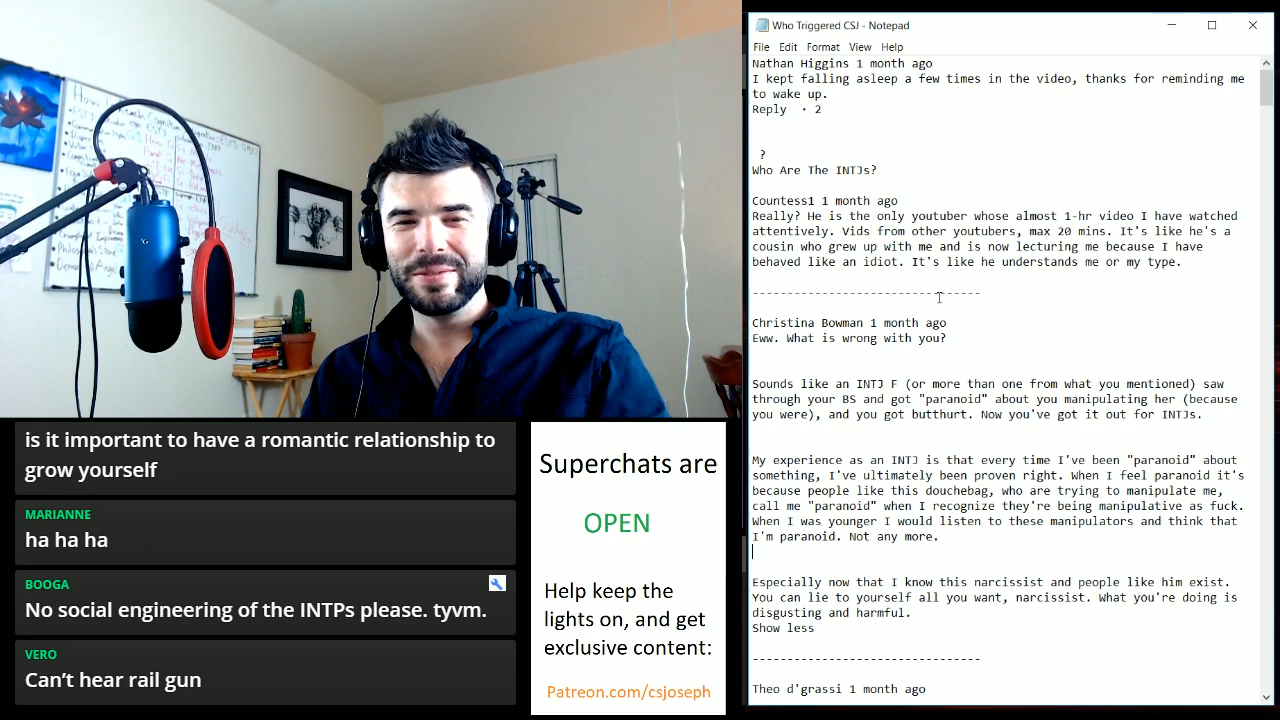 is it important to have a romantic relationship to
grow yourself
MARIANNE
ha ha ha
BOOGA
No social engineering of the INTPs please. tyvm.
VERO
Can't hear rail gun
Superchats are
OPEN
Help keep the
lights on, and get
exclusive content:
Patreon.com/csjoseph
Who Triggered CSJ - Notepad
File Edit Format View Help
Nathan Higgins 1 month ago
I kept falling asleep a few times in the video, thanks for reminding me
to wake up.
Reply · 2
?
Who Are The INTJs?
Countess1 1 month ago
Really? He is the only youtuber whose almost 1-hr video I have watched
attentively. Vids from other youtubers, max 20 mins. It's like he's a
cousin who grew up with me and is now lecturing me because I have
behaved like an idiot. It's like he understands me or my type.
---------------------------------
Christina Bowman 1 month ago
Eww. What is wrong with you?
Sounds like an INTJ F (or more than one from what you mentioned) saw
through your BS and got "paranoid" about you manipulating her (because
you were), and you got butthurt. Now you've got it out for INTJs.
My experience as an INTJ is that every time I've been "paranoid" about
something, I've ultimately been proven right. When I feel paranoid it's
because people like this douchebag, who are trying to manipulate me,
call me "paranoid" when I recognize they're being manipulative as fuck.
When I was younger I would listen to these manipulators and think that
I'm paranoid. Not any more.
Especially now that I know this narcissist and people like him exist.
You can lie to yourself all you want, narcissist. What you're doing is
disgusting and harmful.
Show less
---------------------------------
Theo d'grassi 1 month ago